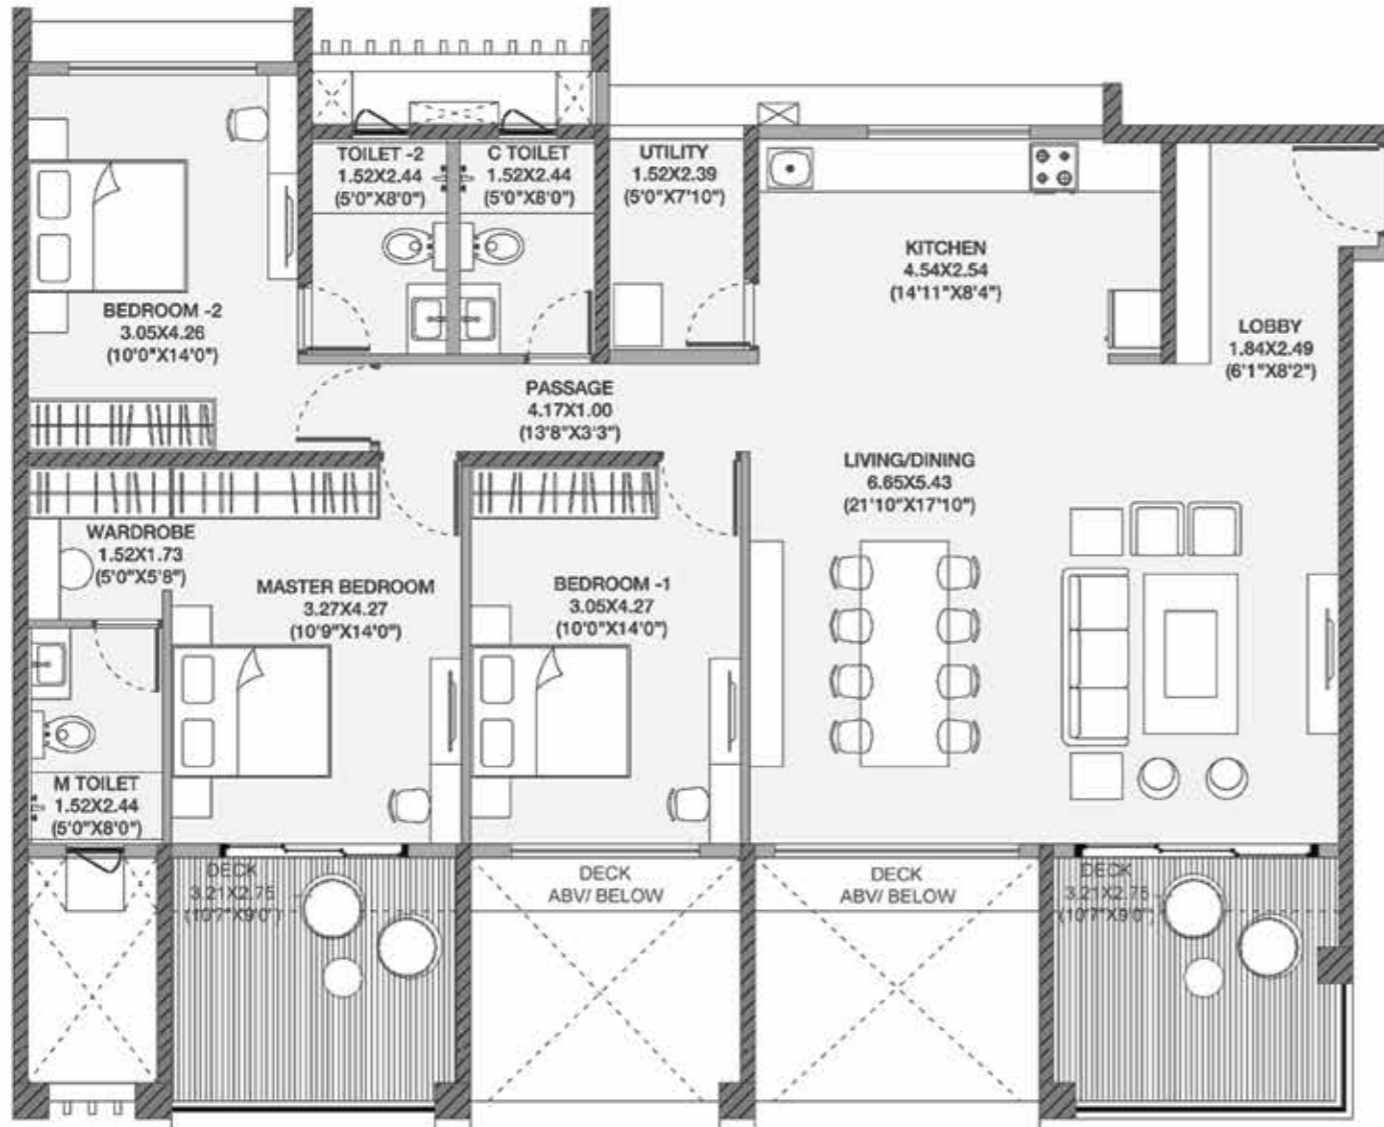 TOILET -2
1.52X2.44
(5'0"X8'0")
C TOILET
1.52X2.44
(5'0"X8'0")
UTILITY
1.52X2.39
(5'0"X7'10")
KITCHEN
4.54X2.54
(14'11"X8'4")
BEDROOM -2
3.05X4.26
(10'0"X14'0")
LOBBY
1.84X2.49
(6'1"X8'2")
PASSAGE
4.17X1.00
(13'8"X3'3")
LIVING/DINING
6.65X5.43
(21'10"X17'10")
WARDROBE
1.52X1.73
(5'0"X5'8")
MASTER BEDROOM
3.27X4.27
(10'9"X14'0")
BEDROOM -1
3.05X4.27
(10'0"X14'0")
M TOILET
1.52X2.44
(5'0"X8'0")
DECK
3.21X2.75
(10'7"X9'0")
DECK
ABV/ BELOW
DECK
ABV/ BELOW
DECK
3.21X2.75
(10'7"X9'0")